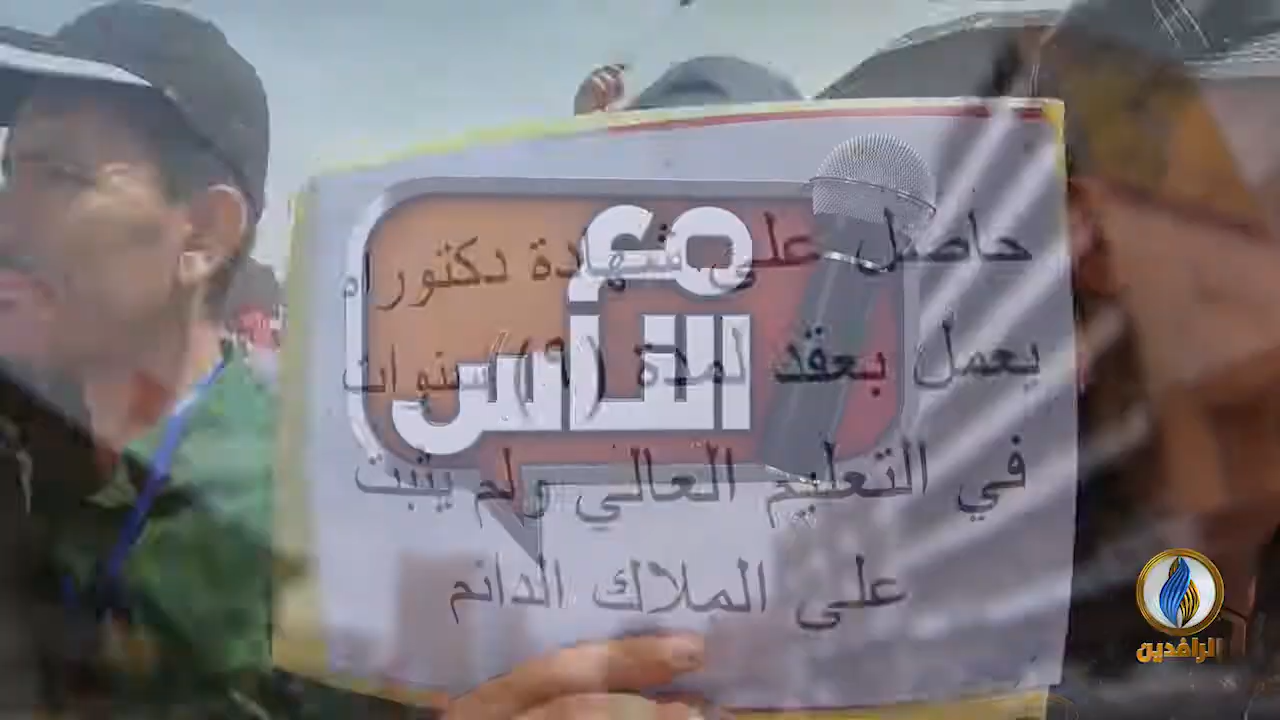 حاصل على شهادة دكتوراه
يعمل بعقد لمدة (٩) سنوات
في التعليم العالي ولم يثبت
على الملاك الدائم
مع
الناس
الرافدين